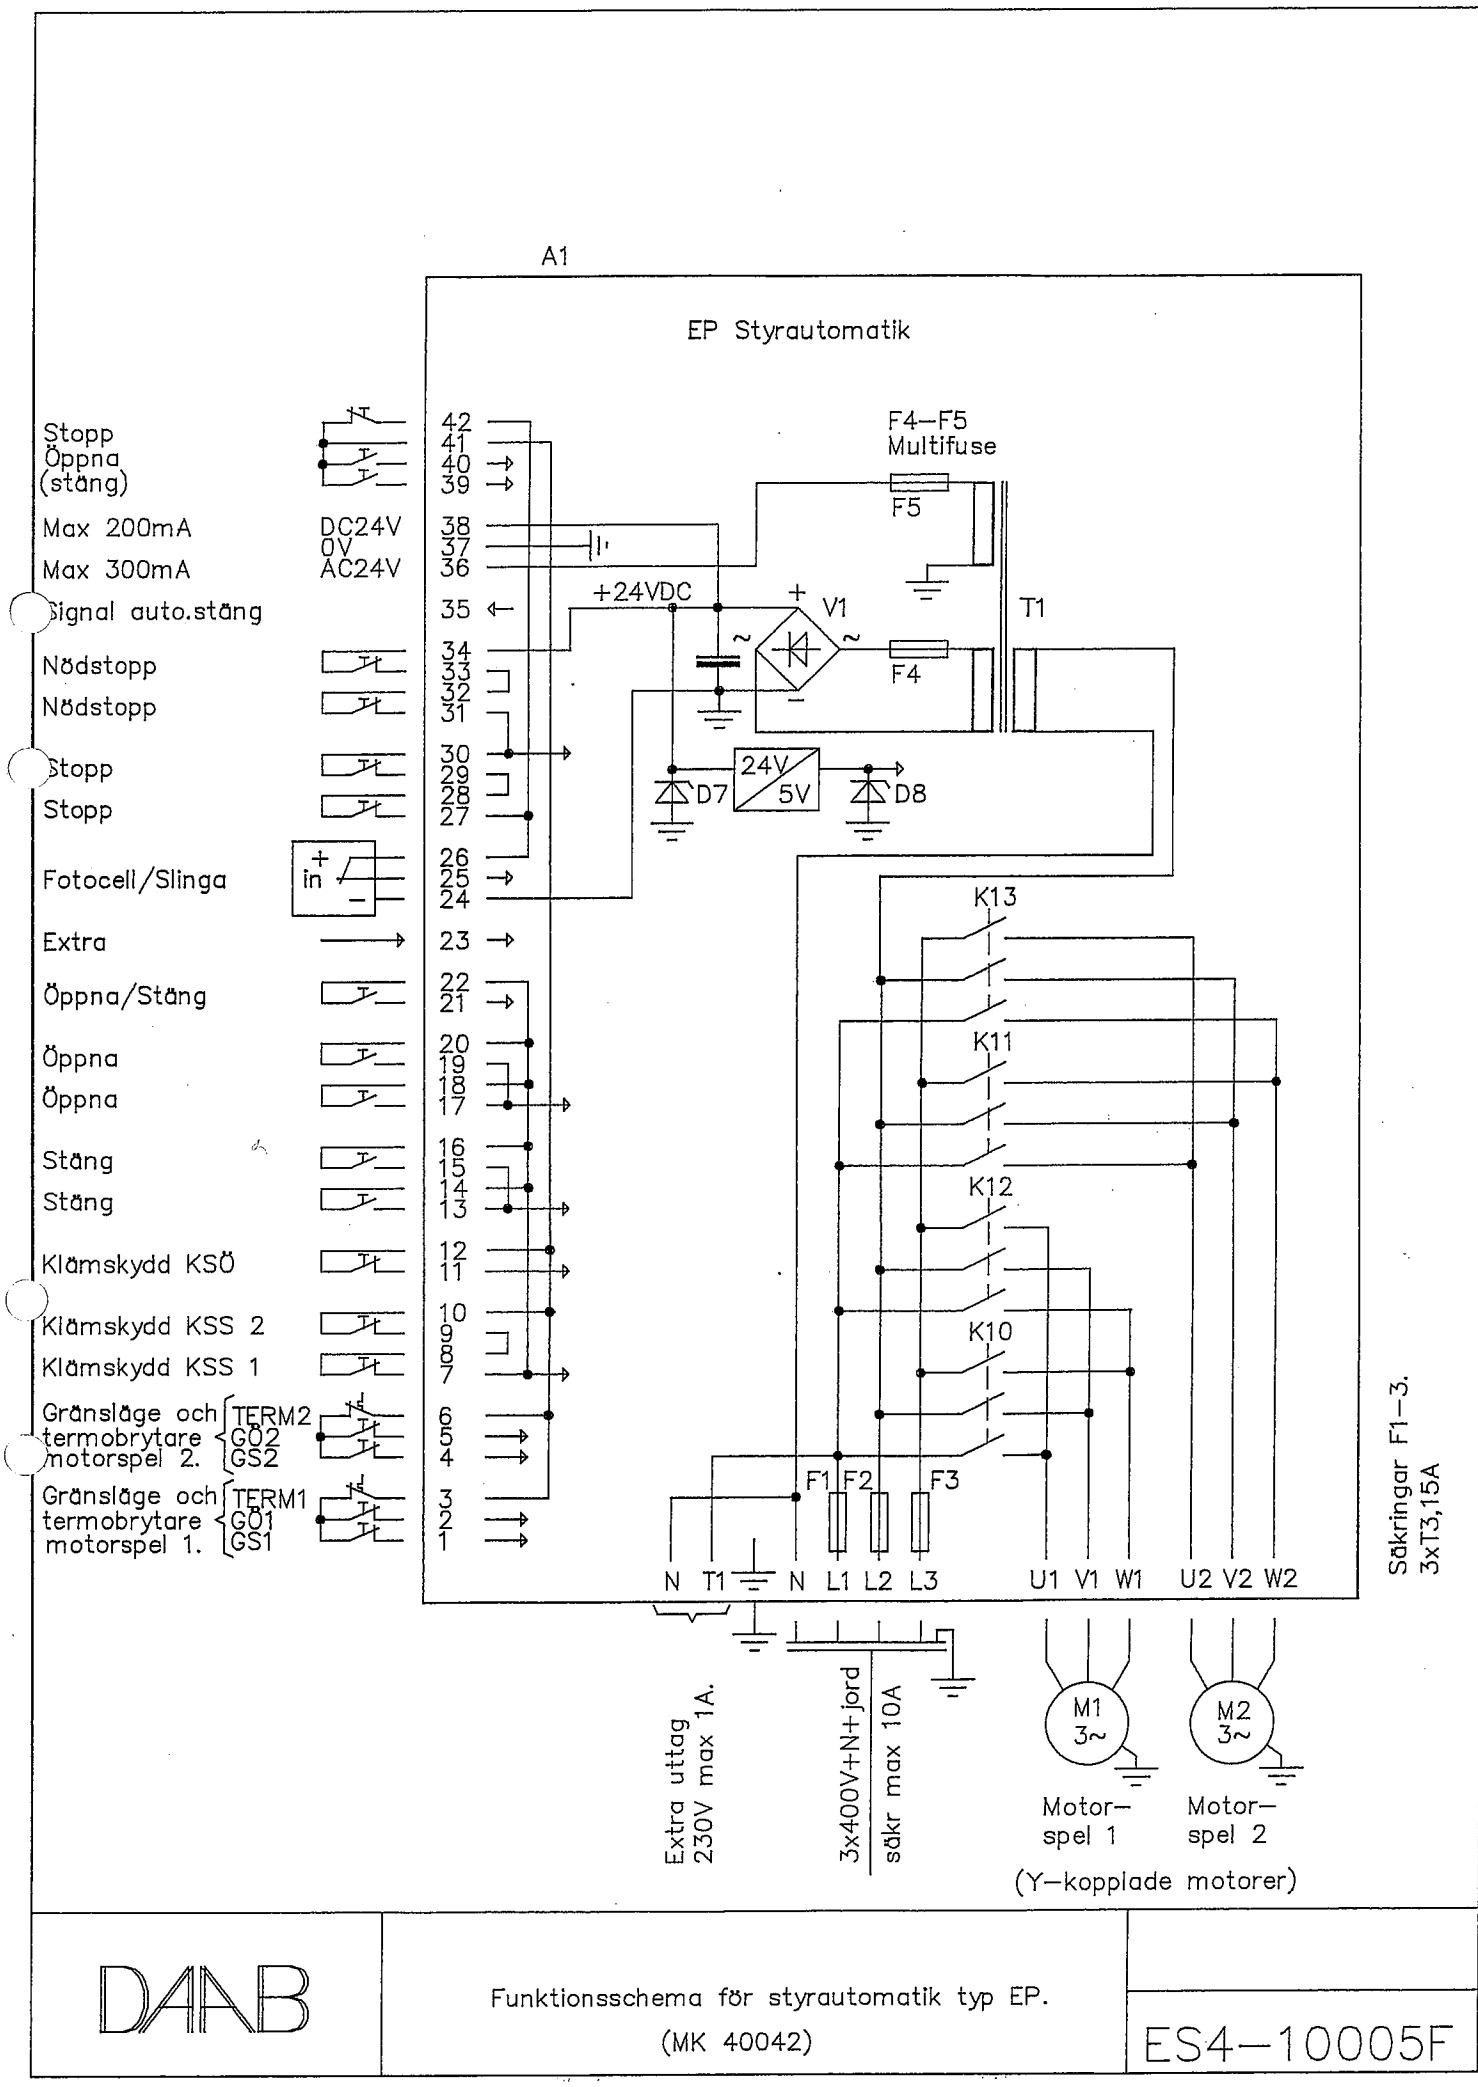 A1
EP Styrautomatik
Stopp
Öppna
(stäng)
42
41
40
39
F4-F5
Multifuse
F5
Max 200mA DC24V 38
0V 37
Max 300mA AC24V 36
Signal auto.stäng 35
+24VDC
+
V1
T1
~
~
F4
−
Nödstopp
34
33
32
Nödstopp
31
30
Stopp
29
28
Stopp
27
24V
5V
D7
D8
+
in
−
Fotocell/Slinga
26
25
24
Extra 23
K13
Öppna/Stäng
22
21
K11
Öppna
20
19
Öppna
18
17
Stäng
16
15
Stäng
14
13
K12
Klämskydd KSÖ
12
11
Klämskydd KSS 2
10
9
K10
Klämskydd KSS 1
8
7
Gränsläge och TERM2 6
termobrytare GÖ2 5
motorspel 2. GS2 4
Gränsläge och TERM1 3
termobrytare GÖ1 2
motorspel 1. GS1 1
F1 F2 F3
N T1 N L1 L2 L3 U1 V1 W1 U2 V2 W2
Säkringar F1-3.
3xT3,15A
Extra uttag
230V max 1A.
3x400V+N+jord
säkr max 10A
M1
3~
M2
3~
Motor-
spel 1
Motor-
spel 2
(Y-kopplade motorer)
DAAB
Funktionsschema för styrautomatik typ EP.
(MK 40042)
ES4-10005F